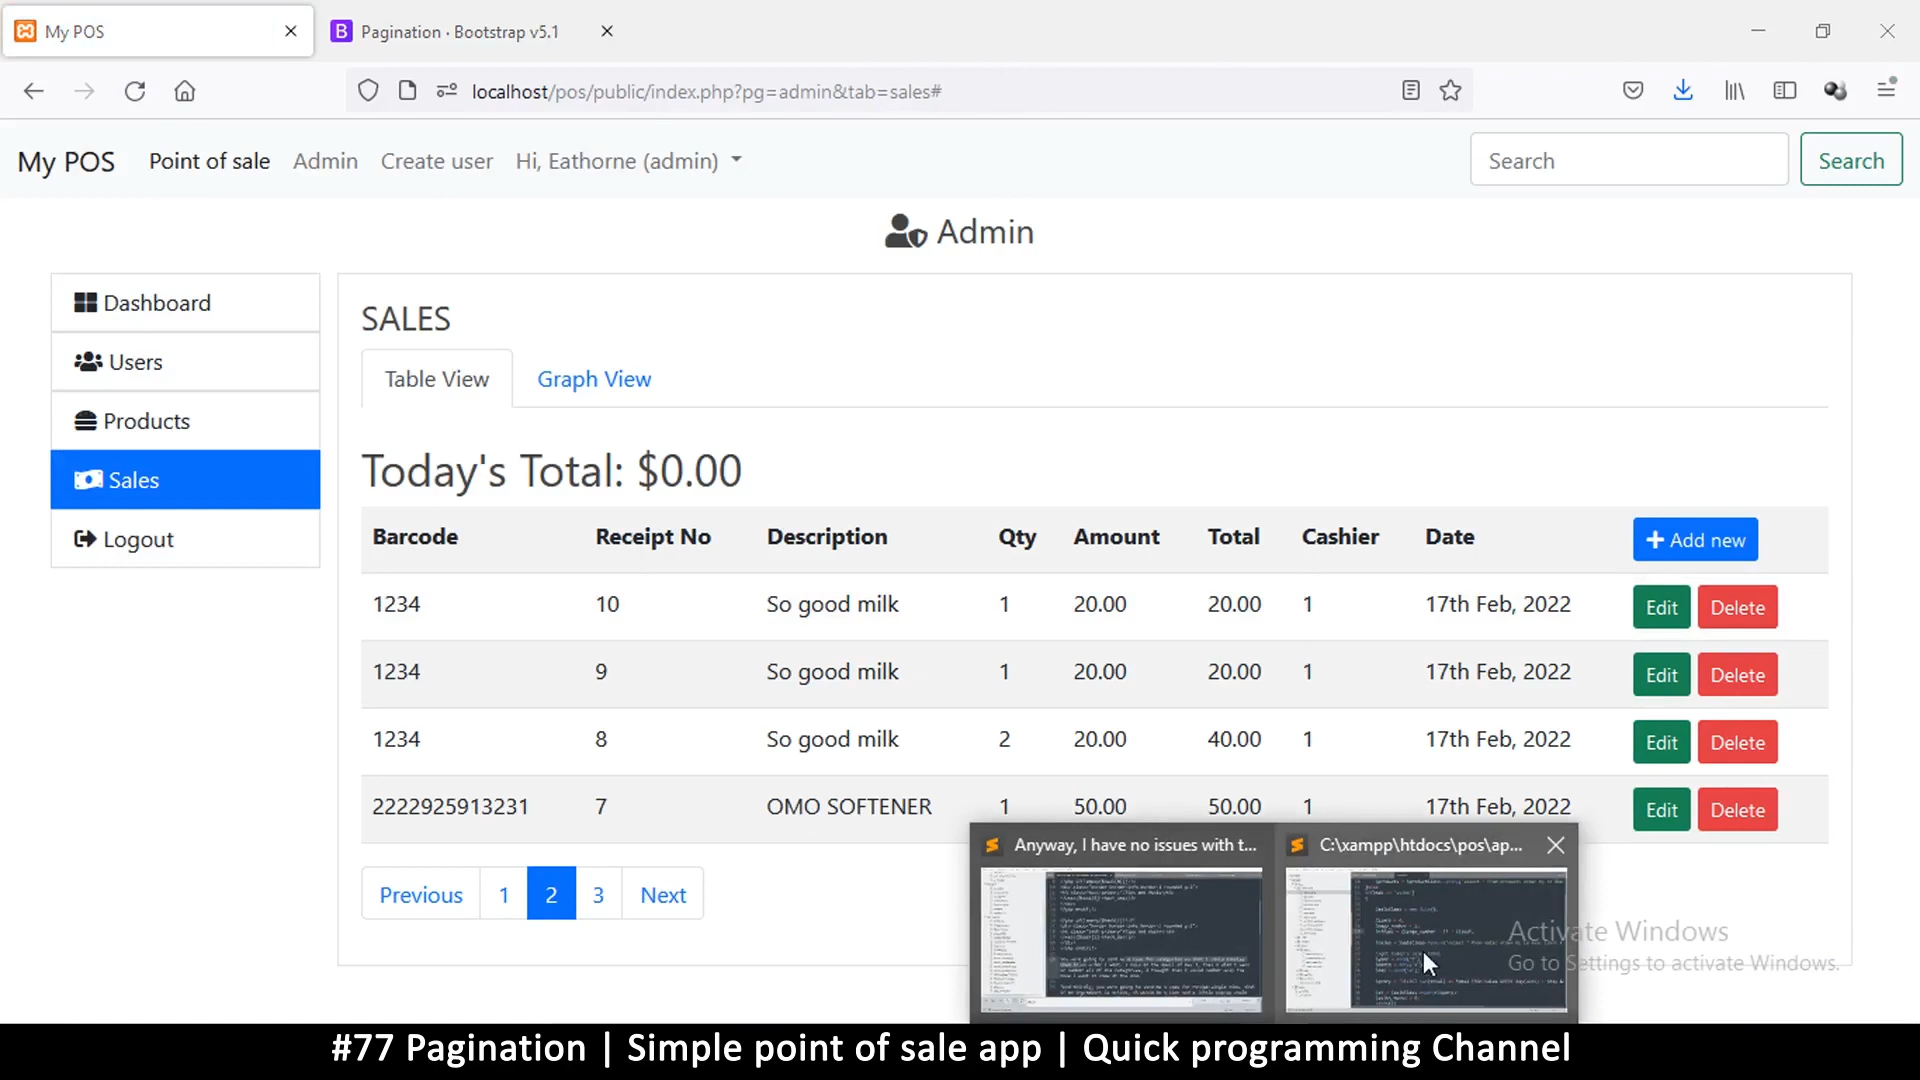 My POS
Pagination · Bootstrap v5.1
localhost/pos/public/index.php?pg=admin&tab=sales#
My POS Point of sale Admin Create user Hi, Eathorne (admin) Search Search
Admin
Dashboard
Users
Products
Sales
Logout
SALES
Table View Graph View
Today's Total: $0.00
Barcode Receipt No Description Qty Amount Total Cashier Date + Add new
1234 10 So good milk 1 20.00 20.00 1 17th Feb, 2022 Edit Delete
1234 9 So good milk 1 20.00 20.00 1 17th Feb, 2022 Edit Delete
1234 8 So good milk 2 20.00 40.00 1 17th Feb, 2022 Edit Delete
2222925913231 7 OMO SOFTENER 1 50.00 50.00 1 17th Feb, 2022 Edit Delete
Previous 1 2 3 Next
Anyway, I have no issues with t...
C:\xampp\htdocs\pos\ap...
Activate Windows
Go to Settings to activate Windows.
#77 Pagination | Simple point of sale app | Quick programming Channel